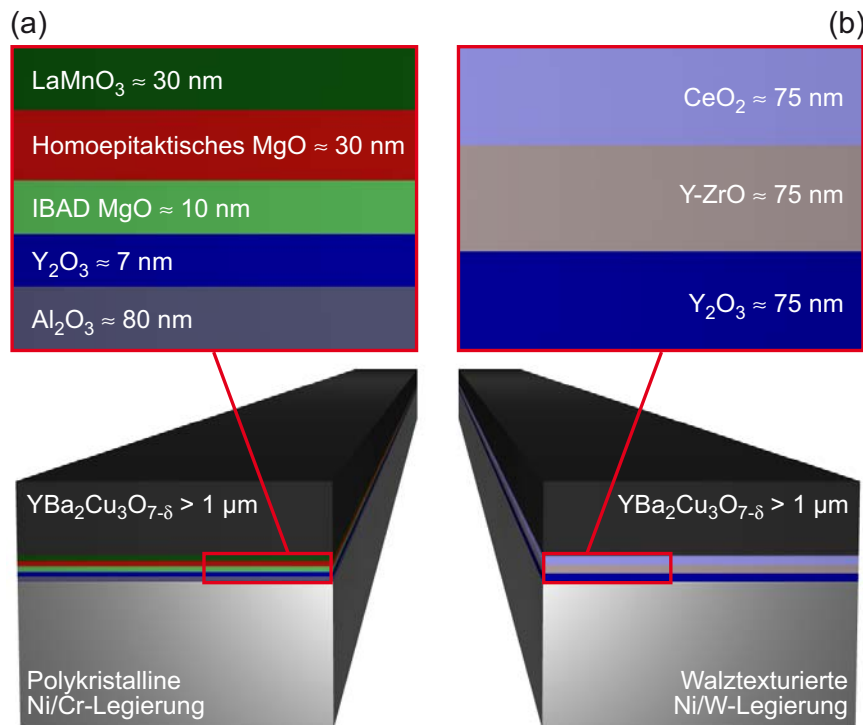 (a)
LaMnO₃ ≈ 30 nm
Homoepitaktisches MgO ≈ 30 nm
IBAD MgO ≈ 10 nm
Y₂O₃ ≈ 7 nm
Al₂O₃ ≈ 80 nm
YBa₂Cu₃O₇₋δ > 1 µm
Polykristalline
Ni/Cr-Legierung
(b)
CeO₂ ≈ 75 nm
Y-ZrO ≈ 75 nm
Y₂O₃ ≈ 75 nm
YBa₂Cu₃O₇₋δ > 1 µm
Walztexturierte
Ni/W-Legierung